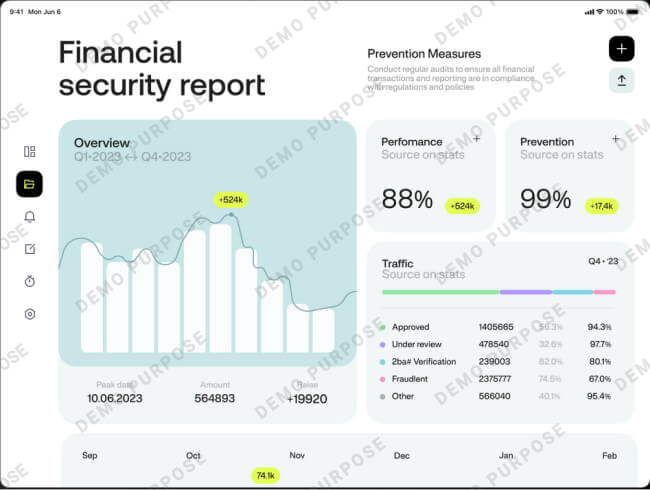 9:41 Mon Jun 6
100%
Financial
security report
Prevention Measures
Conduct regular audits to ensure all financial
transactions and reporting are in compliance
with regulations and policies
Overview
Q1•2023 ↔ Q4•2023
+524k
Peak date
Amount
Raise
10.06.2023
564893
+19920
Perfomance +
Source on stats
88% +524k
Prevention +
Source on stats
99% +17,4k
Traffic Q4 • '23
Source on stats
Approved 1405665 56.3% 94.3%
Under review 478540 32.6% 97.7%
2ba# Verification 239003 82.0% 80.1%
Fraudlent 2375777 74.5% 67.0%
Other 566040 40.1% 95.4%
Sep Oct Nov Dec Jan Feb
74.1k
DEMO PURPOSE